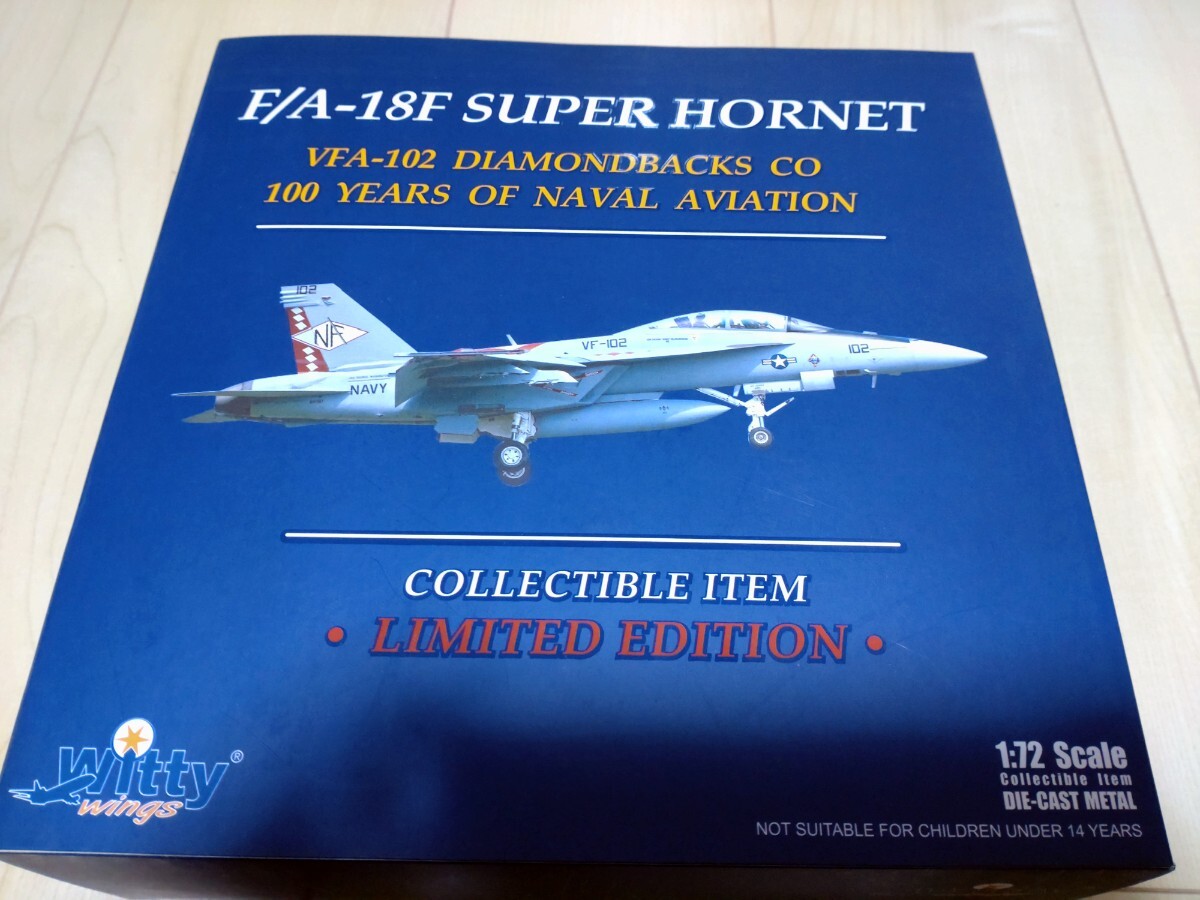 F/A-18F SUPER HORNET
VFA-102 DIAMONDBACKS CO
100 YEARS OF NAVAL AVIATION
102
NF
NAVY
VF-102
102
COLLECTIBLE ITEM
• LIMITED EDITION •
Witty®
wings
1:72 Scale
Collectible Item
DIE-CAST METAL
NOT SUITABLE FOR CHILDREN UNDER 14 YEARS